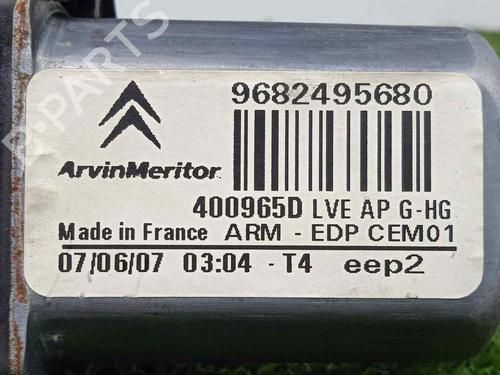 9682495680
ArvinMeritor
400965D LVE AP G-HG
Made in France ARM - EDP CEM01
07/06/07 03:04 - T4 eep2
B-PARTS